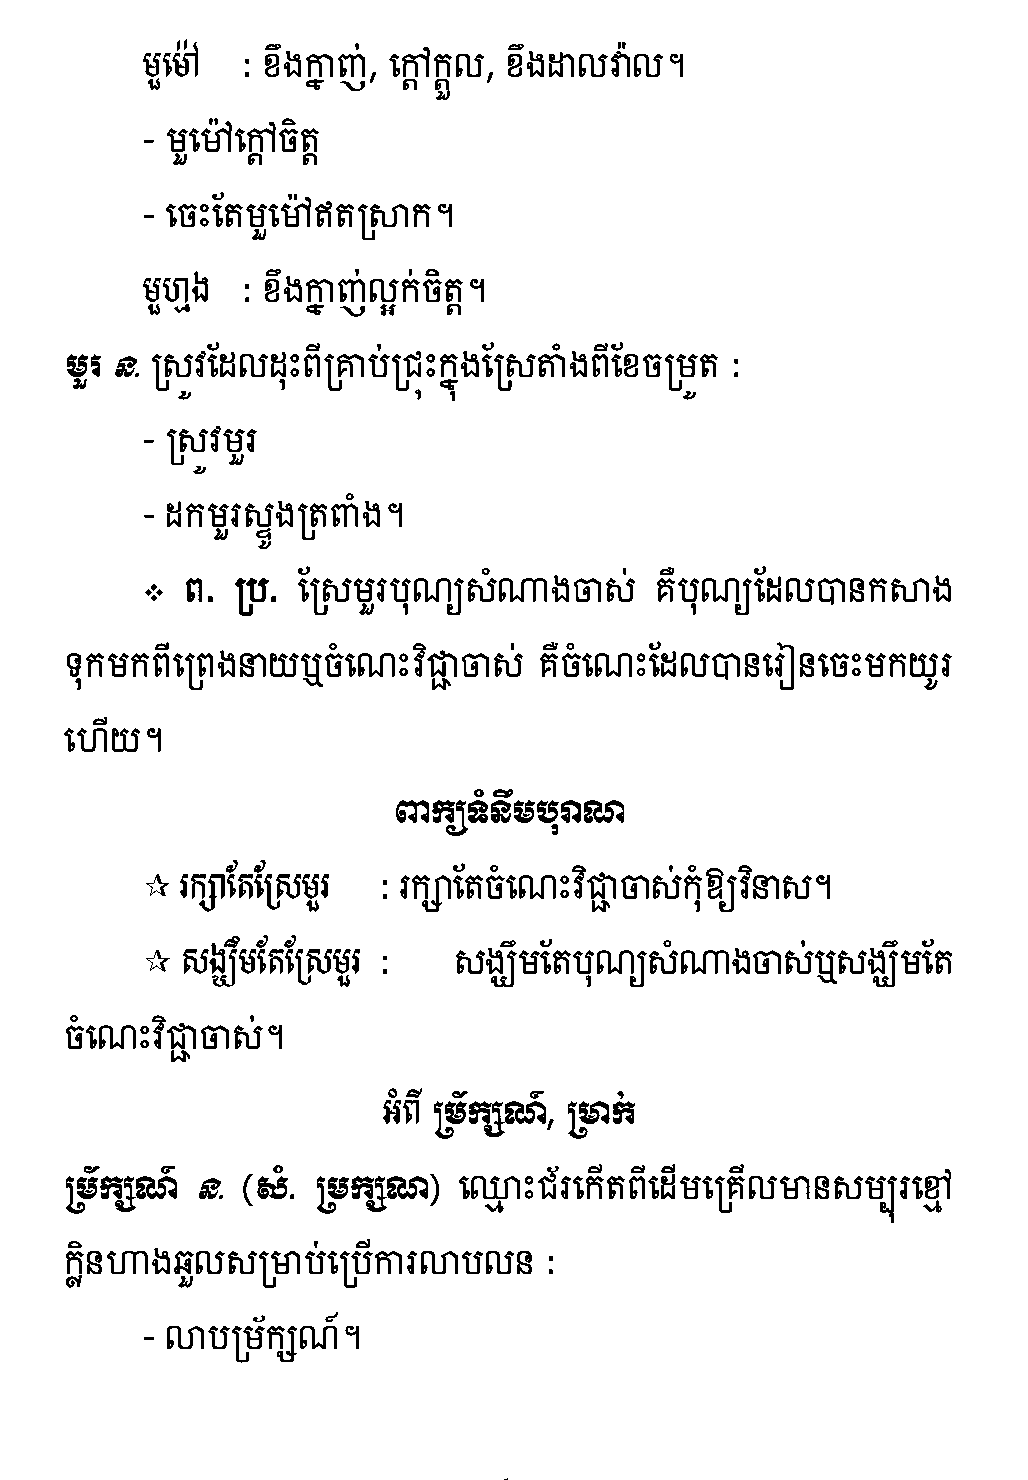 មួម៉ៅ : ខឹងក្នាញ់, ក្ដៅក្ដួល, ខឹងដាលវ៉ាល។
- មួម៉ៅក្ដៅចិត្ត
- ចេះតែមួម៉ៅឥតស្រាក។
មួហ្មង : ខឹងក្នាញ់ល្អក់ចិត្ត។
មួរ ន. ស្រូវដែលដុះពីគ្រាប់ជ្រុះក្នុងស្រែតាំងពីខែចម្រូត :
- ស្រូវមួរ
- ដកមួរស្ទូងត្រពាំង។
❖ ព. ប្រ. ស្រែមួរបុណ្យសំណាងចាស់ គឺបុណ្យដែលបានកសាង
ទុកមកពីព្រេងនាយឬចំណេះវិជ្ជាចាស់ គឺចំណេះដែលបានរៀនចេះមកយូរ
ហើយ។
ពាក្យទំនឹមបុរាណ
☆ រក្សាតែស្រែមួរ : រក្សាតែចំណេះវិជ្ជាចាស់កុំឱ្យវិនាស។
☆ សង្ឃឹមតែស្រែមួរ : សង្ឃឹមតែបុណ្យសំណាងចាស់ឬសង្ឃឹមតែ
ចំណេះវិជ្ជាចាស់។
អំពី ម្រ័ក្សណ៍, ម្រាក់
ម្រ័ក្សណ៍ ន. (សំ. ម្រក្សណ) ឈ្មោះជ័រកើតពីដើមគ្រើលមានសម្បុរខ្មៅ
ក្លិនហាងឆួលសម្រាប់ប្រើការលាបលន :
- លាបម្រ័ក្សណ៍។